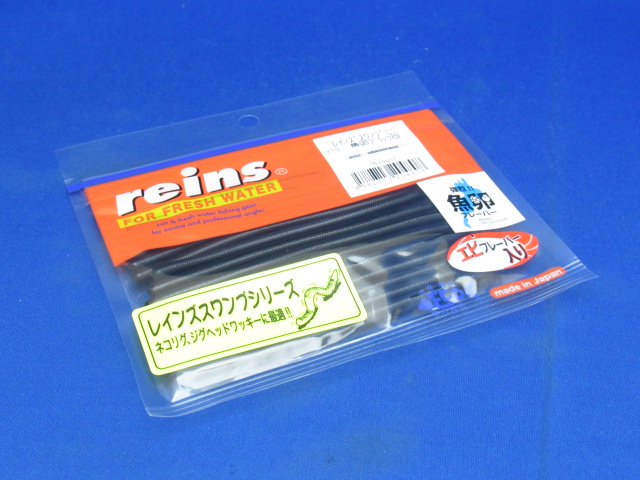 reins®
FOR FRESH WATER
salt & fresh water fishing gear
for novice and professional angler
魚卵
フレーバー
エビフレーバー
入り
made in Japan
レインズスワンプシリーズ
ネコリグ、ジグヘッドワッキーに最適!!